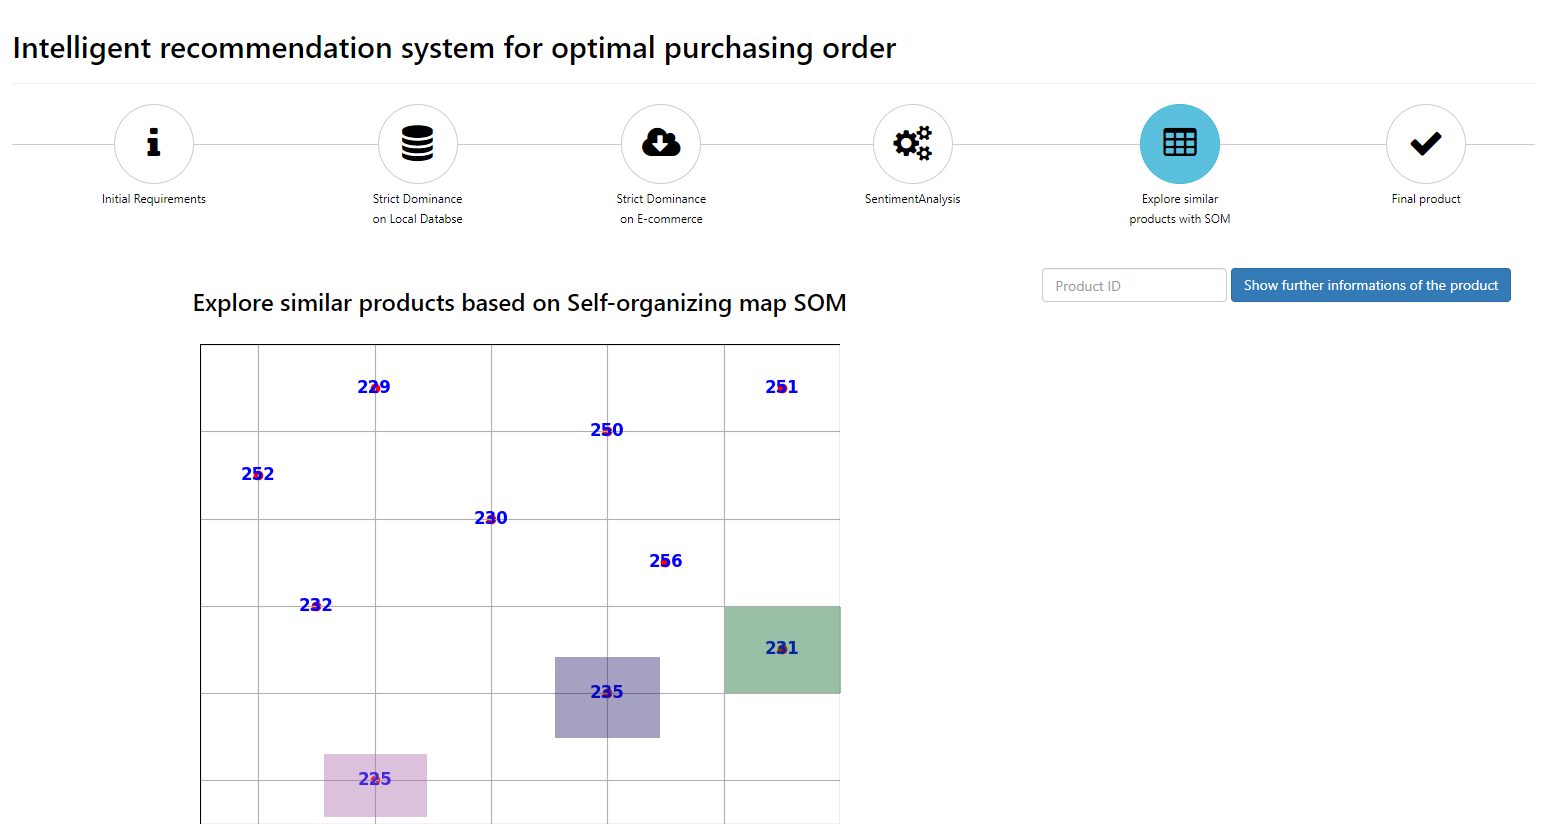 Intelligent recommendation system for optimal purchasing order
Initial Requirements
Strict Dominance
on Local Databse
Strict Dominance
on E-commerce
SentimentAnalysis
Explore similar
products with SOM
Final product
Product ID
Show further informations of the product
Explore similar products based on Self-organizing map SOM
229
251
250
252
230
256
232
231
235
225